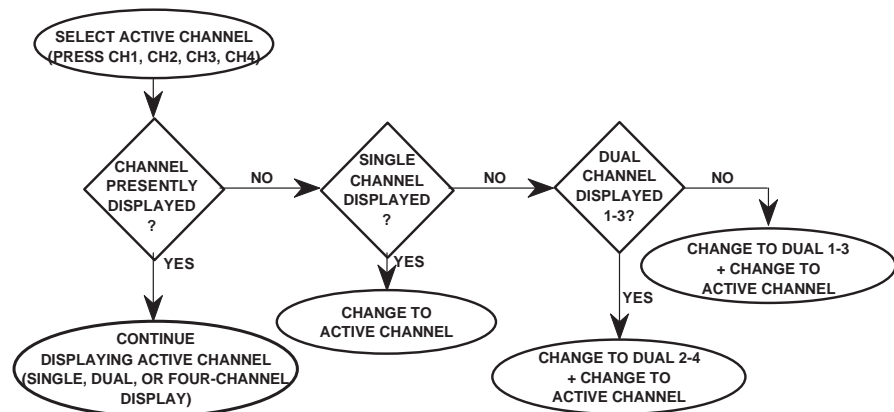 SELECT ACTIVE CHANNEL
(PRESS CH1, CH2, CH3, CH4)
CHANNEL
PRESENTLY
DISPLAYED
?
NO
YES
SINGLE
CHANNEL
DISPLAYED
?
NO
YES
DUAL
CHANNEL
DISPLAYED
1-3?
NO
YES
CHANGE TO DUAL 1-3
+ CHANGE TO
ACTIVE CHANNEL
CONTINUE
DISPLAYING ACTIVE CHANNEL
(SINGLE, DUAL, OR FOUR-CHANNEL
DISPLAY)
CHANGE TO
ACTIVE CHANNEL
CHANGE TO DUAL 2-4
+ CHANGE TO
ACTIVE CHANNEL